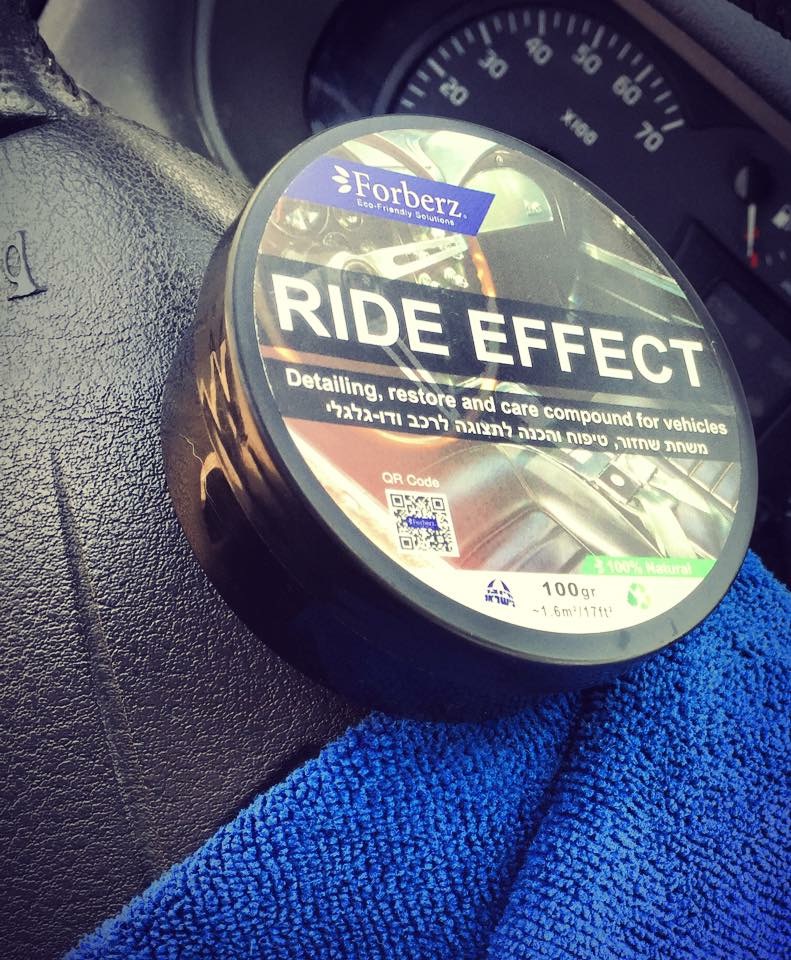 20
30
40
50
60
70
Forberz
Eco-Friendly Solutions
RIDE EFFECT
Detailing, restore and care compound for vehicles
משחת שחזור, טיפוח והכנה לתצוגה לרכב ודו-גלגלי
QR Code
Forberz
100% Natural
100gr
~1.6m²/17ft²